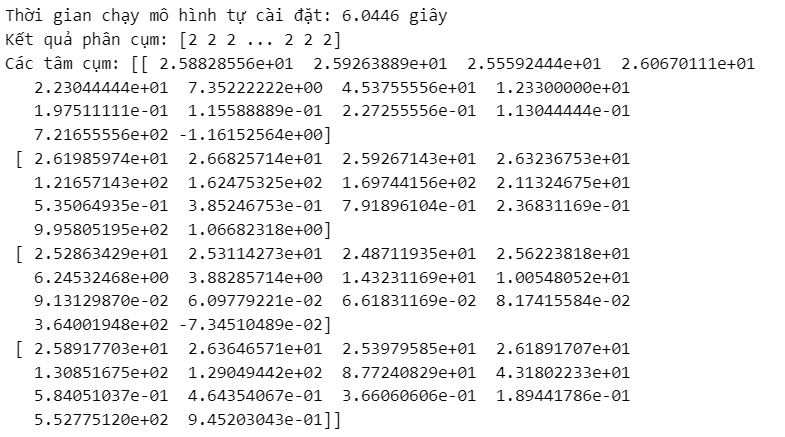 Thời gian chạy mô hình tự cài đặt: 6.0446 giây
Kết quả phân cụm: [2 2 2 ... 2 2 2]
Các tâm cụm: [[ 2.58828556e+01  2.59263889e+01  2.55592444e+01  2.60670111e+01
   2.23044444e+01  7.35222222e+00  4.53755556e+01  1.23300000e+01
   1.97511111e-01  1.15588889e-01  2.27255556e-01  1.13044444e-01
   7.21655556e+02 -1.16152564e+00]
 [ 2.61985974e+01  2.66825714e+01  2.59267143e+01  2.63236753e+01
   1.21657143e+02  1.62475325e+02  1.69744156e+02  2.11324675e+01
   5.35064935e-01  3.85246753e-01  7.91896104e-01  2.36831169e-01
   9.95805195e+02  1.06682318e+00]
 [ 2.52863429e+01  2.53114273e+01  2.48711935e+01  2.56223818e+01
   6.24532468e+00  3.88285714e+00  1.43231169e+01  1.00548052e+01
   9.13129870e-02  6.09779221e-02  6.61831169e-02  8.17415584e-02
   3.64001948e+02 -7.34510489e-02]
 [ 2.58917703e+01  2.63646571e+01  2.53979585e+01  2.61891707e+01
   1.30851675e+02  1.29049442e+02  8.77240829e+01  4.31802233e+01
   5.84051037e-01  4.64354067e-01  3.66060606e-01  1.89441786e-01
   5.52775120e+02  9.45203043e-01]]